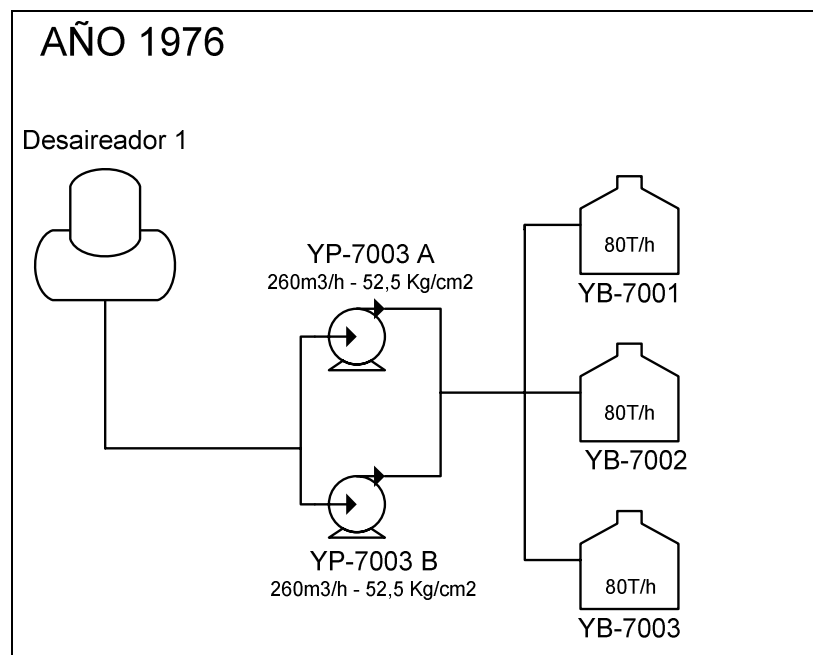 AÑO 1976
Desaireador 1
YP-7003 A
260m3/h - 52,5 Kg/cm2
80T/h
YB-7001
80T/h
YB-7002
YP-7003 B
260m3/h - 52,5 Kg/cm2
80T/h
YB-7003